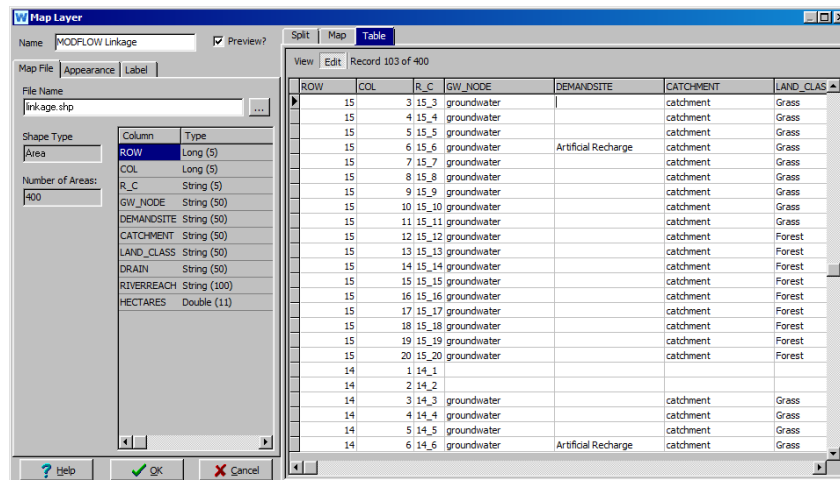 Map Layer
Name MODFLOW Linkage Preview?
Map File Appearance Label
File Name
linkage.shp ...
Shape Type
Area
Number of Areas:
400
Column Type
ROW Long (5)
COL Long (5)
R_C String (5)
GW_NODE String (50)
DEMANDSITE String (50)
CATCHMENT String (50)
LAND_CLASS String (50)
DRAIN String (50)
RIVERREACH String (100)
HECTARES Double (11)
? Help OK Cancel
Split Map Table
View Edit Record 103 of 400
ROW COL R_C GW_NODE DEMANDSITE CATCHMENT LAND_CLAS
15 3 15_3 groundwater catchment Grass
15 4 15_4 groundwater catchment Grass
15 5 15_5 groundwater catchment Grass
15 6 15_6 groundwater Artificial Recharge catchment Grass
15 7 15_7 groundwater catchment Grass
15 8 15_8 groundwater catchment Grass
15 9 15_9 groundwater catchment Grass
15 10 15_10 groundwater catchment Grass
15 11 15_11 groundwater catchment Grass
15 12 15_12 groundwater catchment Forest
15 13 15_13 groundwater catchment Forest
15 14 15_14 groundwater catchment Forest
15 15 15_15 groundwater catchment Forest
15 16 15_16 groundwater catchment Forest
15 17 15_17 groundwater catchment Forest
15 18 15_18 groundwater catchment Forest
15 19 15_19 groundwater catchment Forest
15 20 15_20 groundwater catchment Forest
14 1 14_1
14 2 14_2
14 3 14_3 groundwater catchment Grass
14 4 14_4 groundwater catchment Grass
14 5 14_5 groundwater catchment Grass
14 6 14_6 groundwater Artificial Recharge catchment Grass